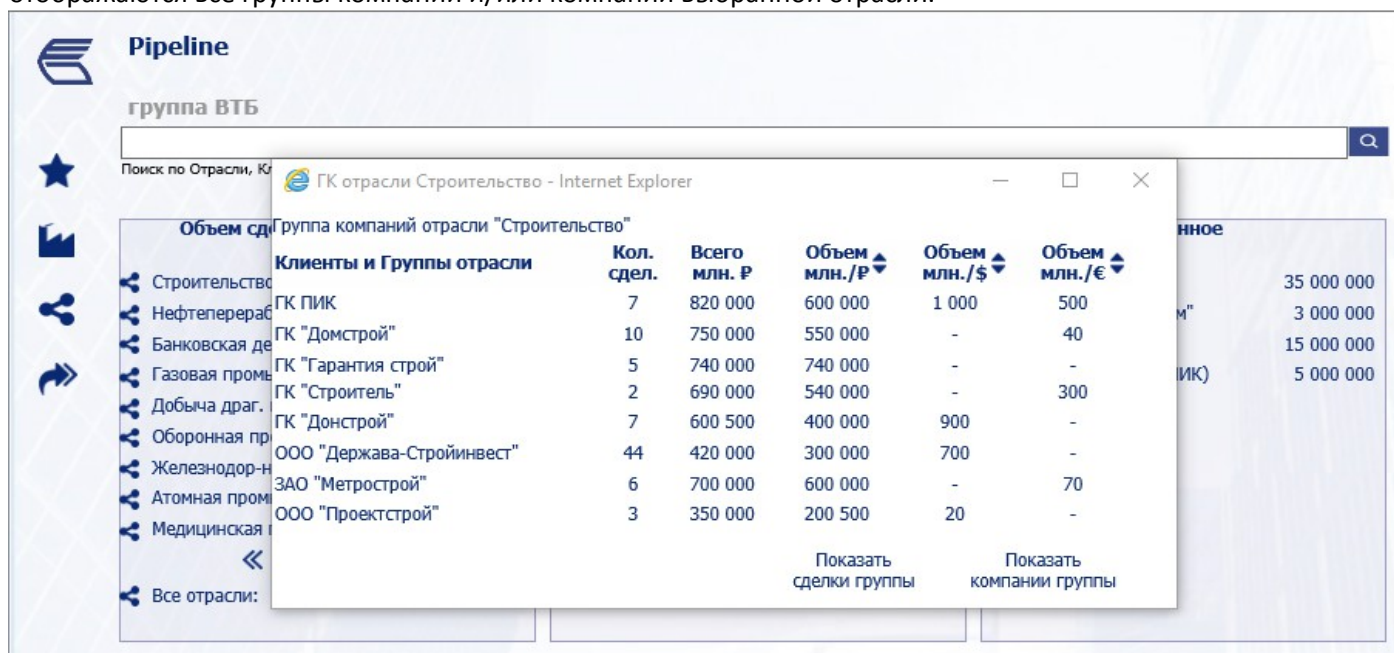 отображаются все группы компаний и/или компании выбранной отрасли.
Pipeline
группа ВТБ
Поиск по Отрасли,
ГК отрасли Строительство - Internet Explorer
Группа компаний отрасли "Строительство"
Клиенты и Группы отрасли Кол. сдел. Всего млн. ₽ Объем млн./₽ Объем млн./$ Объем млн./€
ГК ПИК 7 820 000 600 000 1 000 500
ГК "Домстрой" 10 750 000 550 000 - 40
ГК "Гарантия строй" 5 740 000 740 000 - -
ГК "Строитель" 2 690 000 540 000 - 300
ГК "Донстрой" 7 600 500 400 000 900 -
ООО "Держава-Стройинвест" 44 420 000 300 000 700 -
ЗАО "Метрострой" 6 700 000 600 000 - 70
ООО "Проектстрой" 3 350 000 200 500 20 -
Показать сделки группы
Показать компании группы
Объем сде
Строительство
Нефтеперераб
Банковская де
Газовая промь
Добыча драг.
Оборонная пр
Железнодор-н
Атомная пром
Медицинская
Все отрасли:
нное
35 000 000
м" 3 000 000
15 000 000
ИК) 5 000 000